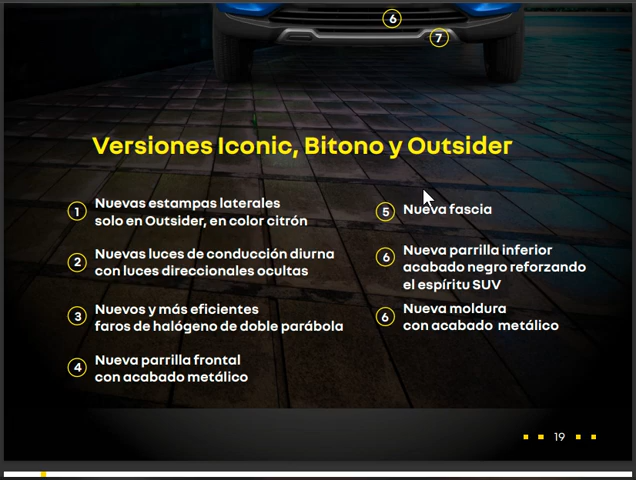 6
7
Versiones Iconic, Bitono y Outsider
1 Nuevas estampas laterales
solo en Outsider, en color citrón
2 Nuevas luces de conducción diurna
con luces direccionales ocultas
3 Nuevos y más eficientes
faros de halógeno de doble parábola
4 Nueva parrilla frontal
con acabado metálico
5 Nueva fascia
6 Nueva parrilla inferior
acabado negro reforzando
el espíritu SUV
6 Nueva moldura
con acabado metálico
19